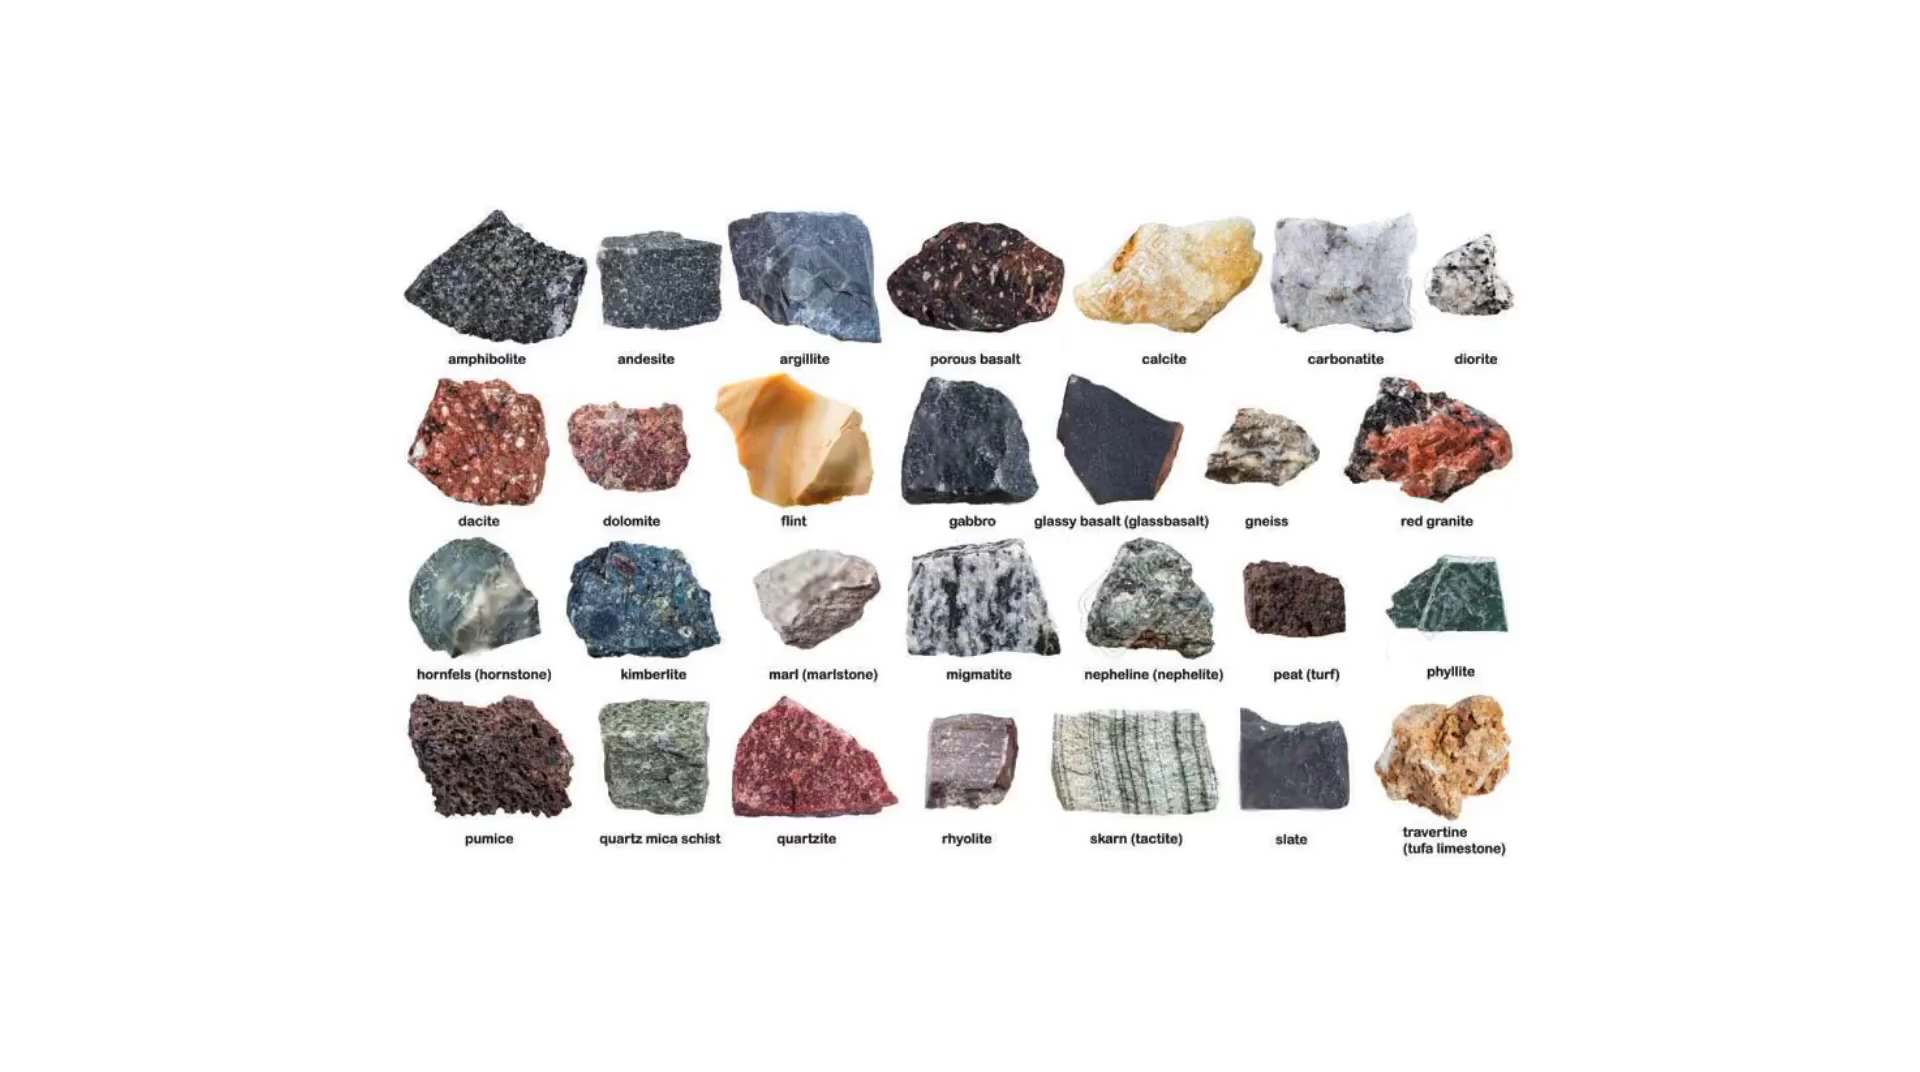 amphibolite
andesite
argillite
porous basalt
calcite
carbonatite
diorite
dacite
dolomite
flint
gabbro
glassy basalt (glassbasalt)
gneiss
red granite
hornfels (hornstone)
kimberlite
marl (marlstone)
migmatite
nepheline (nephelite)
peat (turf)
phyllite
pumice
quartz mica schist
quartzite
rhyolite
skarn (tactite)
slate
travertine
(tufa limestone)